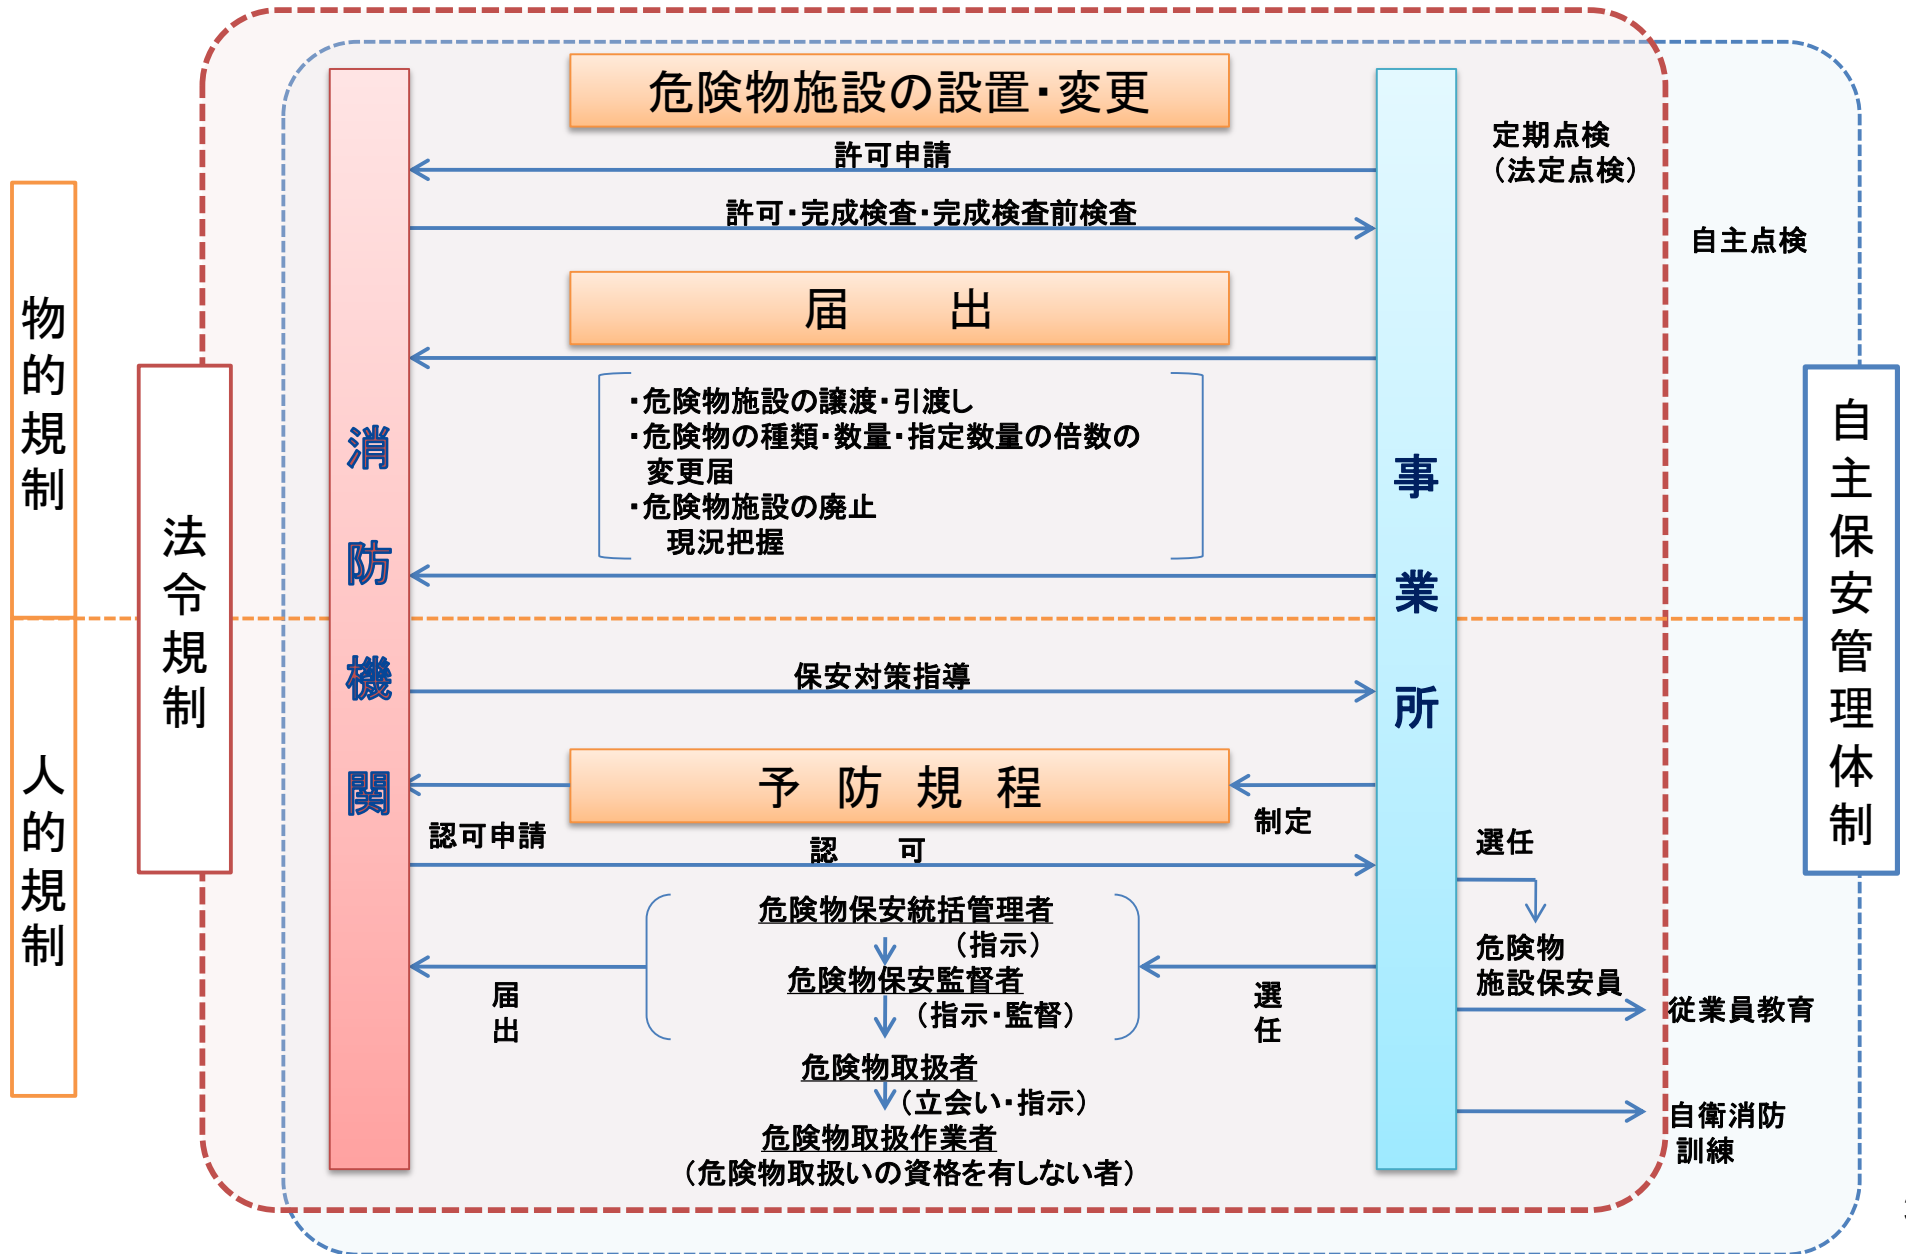 危険物施設の設置・変更
許可申請
許可・完成検査・完成検査前検査
定期点検
（法定点検）
自主点検
届　出
・危険物施設の譲渡・引渡し
・危険物の種類・数量・指定数量の倍数の
変更届
・危険物施設の廃止
現況把握
物的規制
人的規制
法令規制
消防機関
事業所
自主保安管理体制
保安対策指導
予防規程
認可申請
制定
認　可
選任
危険物
施設保安員
危険物保安統括管理者
（指示）
危険物保安監督者
（指示・監督）
届出
選任
危険物取扱者
（立会い・指示）
危険物取扱作業者
（危険物取扱いの資格を有しない者）
従業員教育
自衛消防
訓練